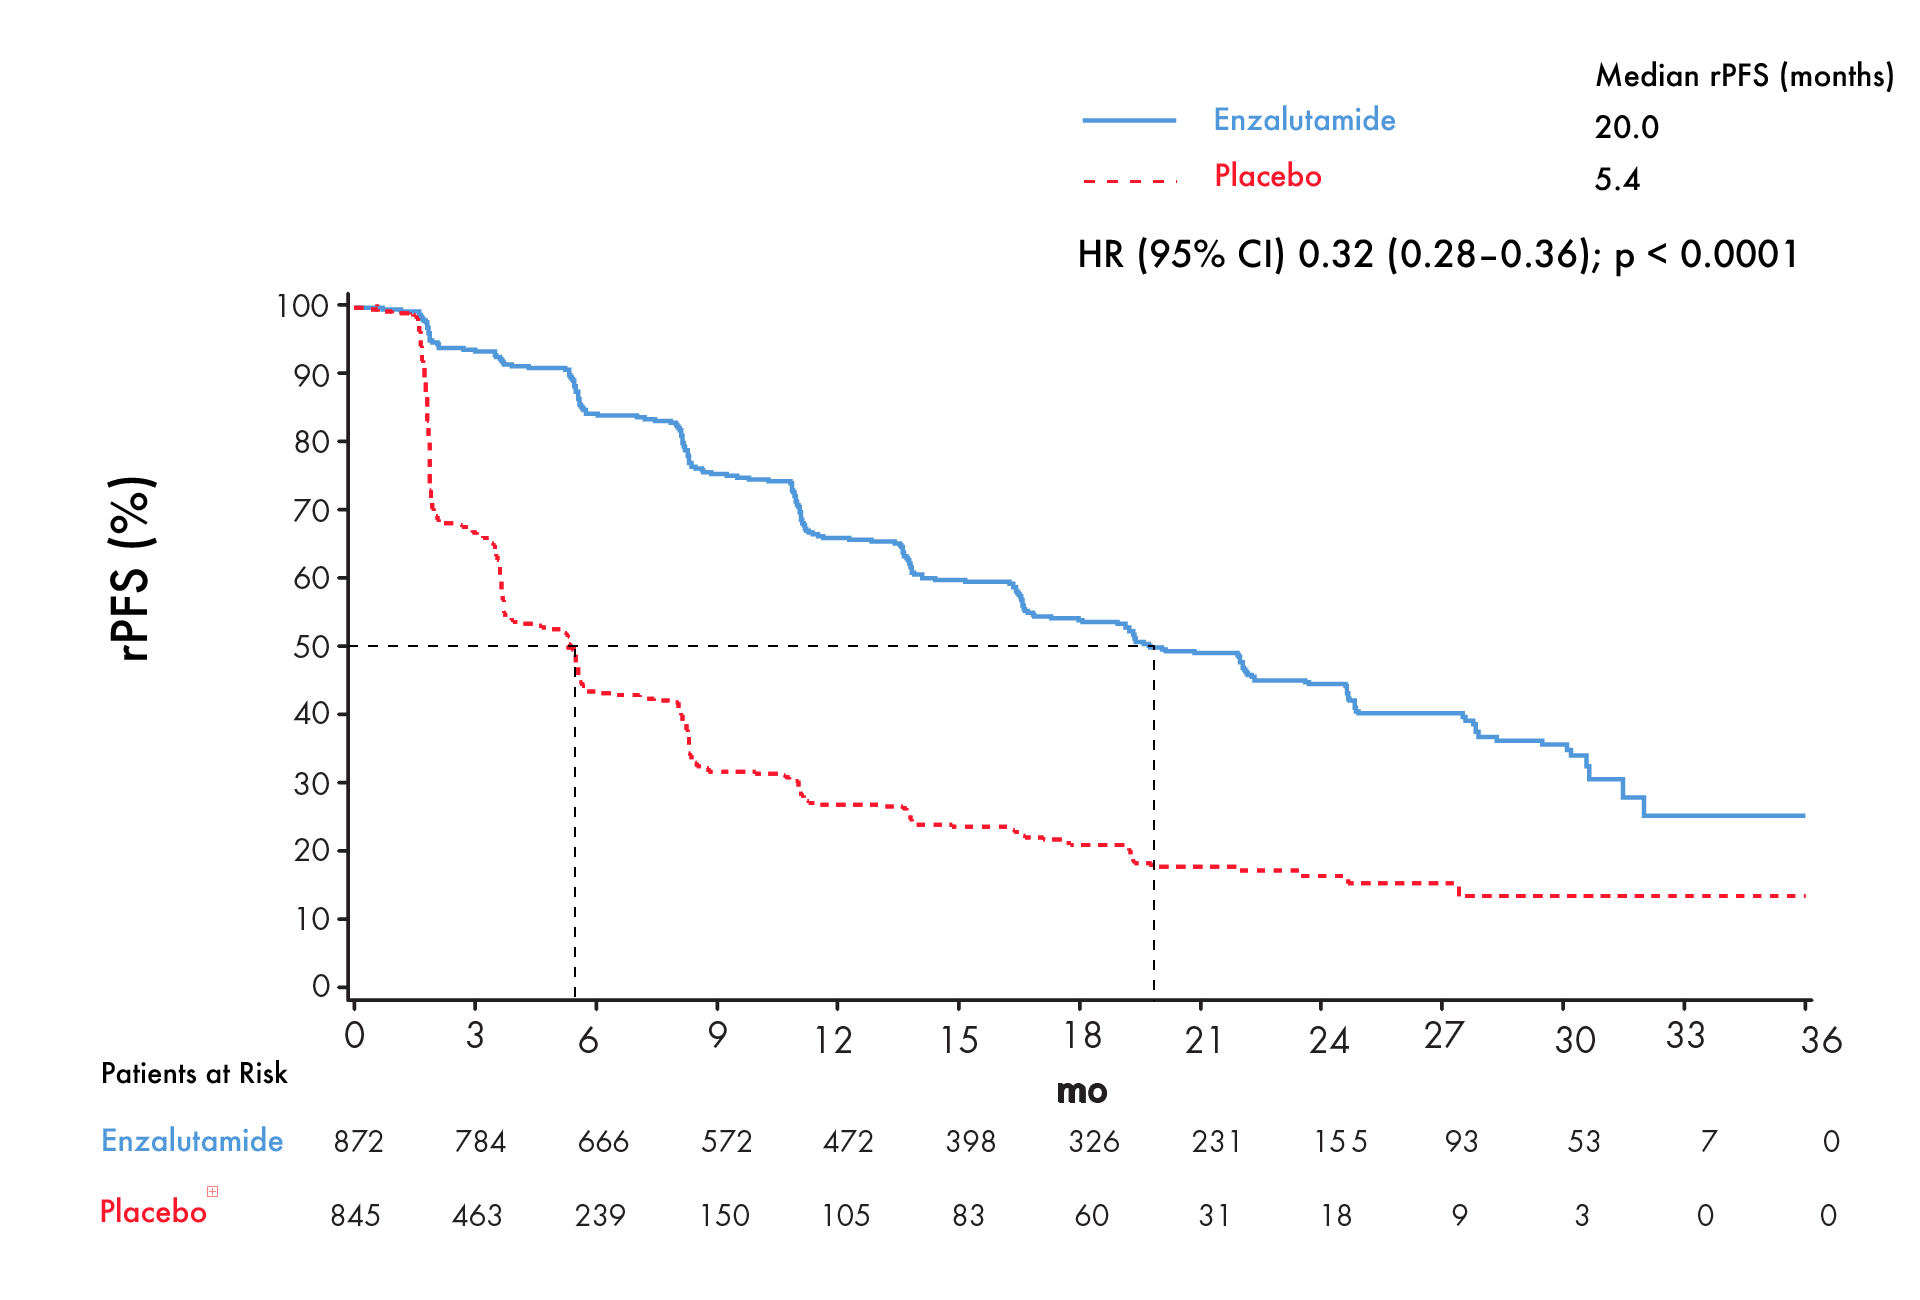 Median rPFS (months)
Enzalutamide 20.0
Placebo 5.4
HR (95% CI) 0.32 (0.28–0.36); p < 0.0001
rPFS (%)
100
90
80
70
60
50
40
30
20
10
0
0 3 6 9 12 15 18 21 24 27 30 33 36
mo
Patients at Risk
Enzalutamide 872 784 666 572 472 398 326 231 155 93 53 7 0
Placebo 845 463 239 150 105 83 60 31 18 9 3 0 0